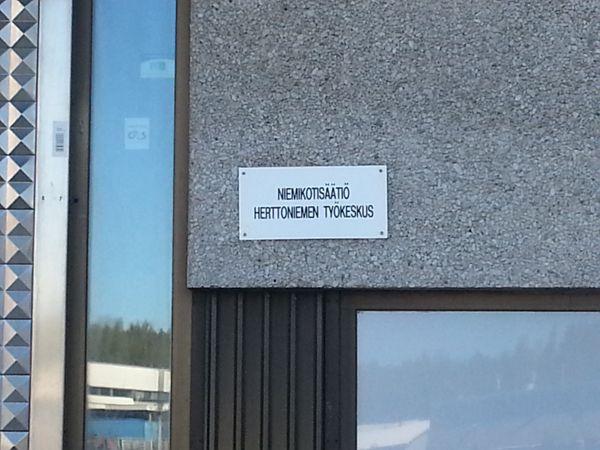 NIEMIKOTISÄÄTIÖ
HERTTONIEMEN TYÖKESKUS